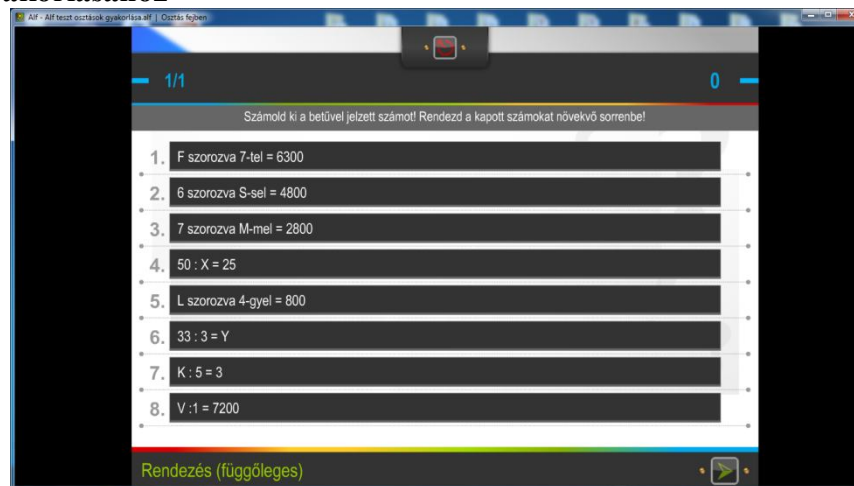 Alf - Alf teszt osztások gyakorlása.alf | Osztás fejben
1/1
0
Számold ki a betűvel jelzett számot! Rendezd a kapott számokat növekvő sorrenbe!
1. F szorozva 7-tel = 6300
2. 6 szorozva S-sel = 4800
3. 7 szorozva M-mel = 2800
4. 50 : X = 25
5. L szorozva 4-gyel = 800
6. 33 : 3 = Y
7. K : 5 = 3
8. V :1 = 7200
Rendezés (függőleges)